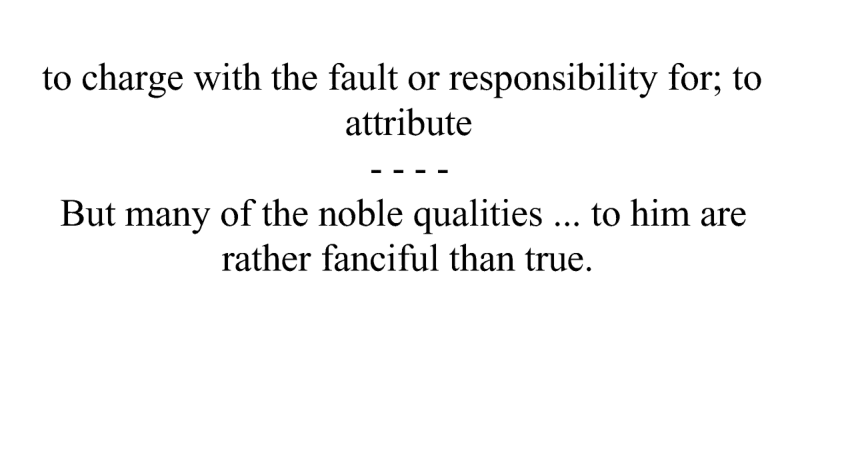 to charge with the fault or responsibility for; to
attribute
- - - -
But many of the noble qualities ... to him are
rather fanciful than true.